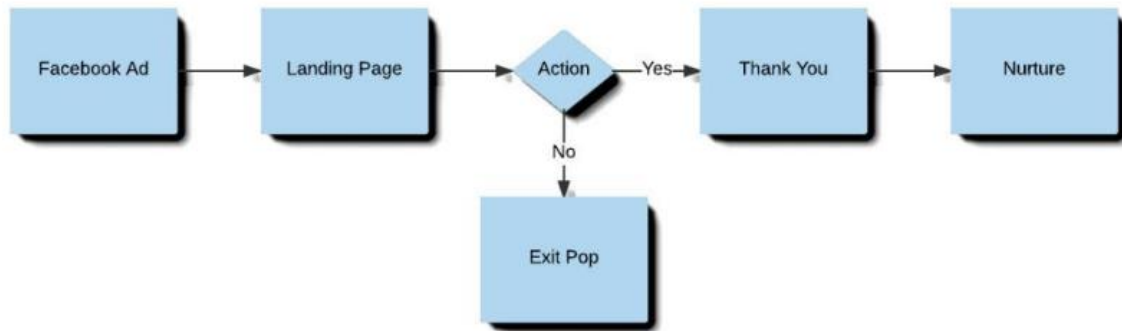 Facebook Ad
Landing Page
Action
Yes
Thank You
Nurture
No
Exit Pop